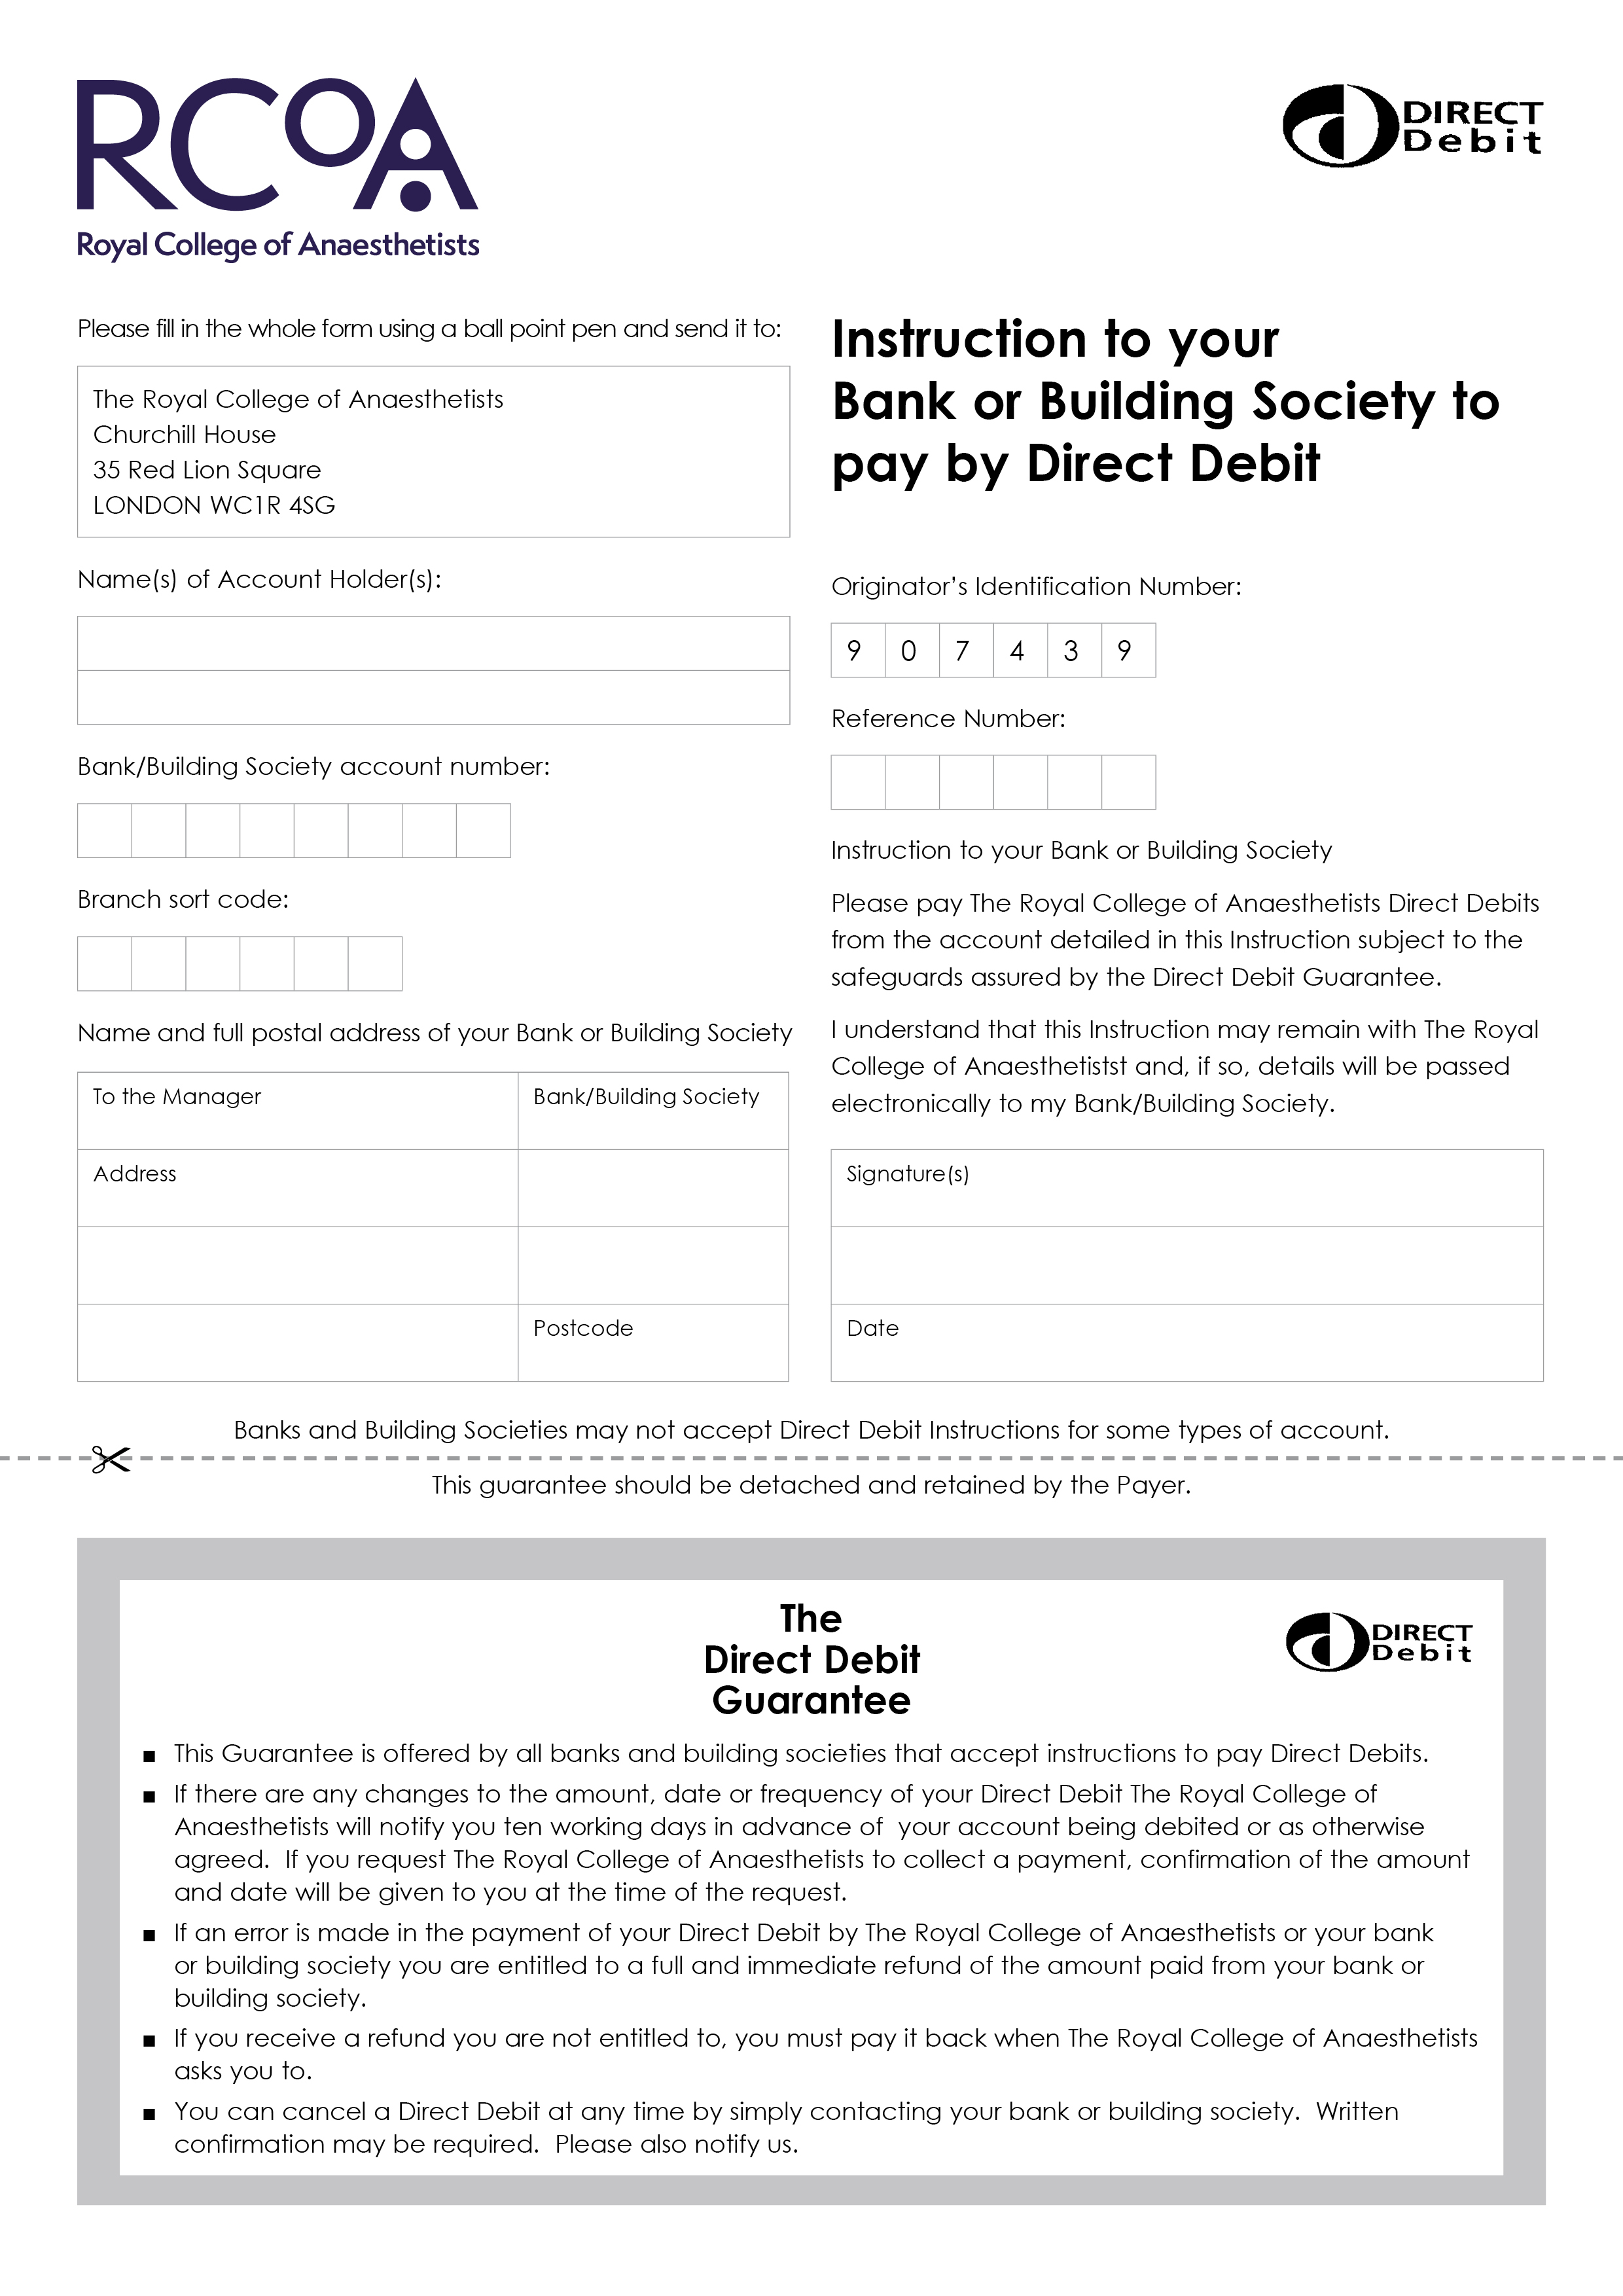 RCOA
Royal College of Anaesthetists
DIRECT
Debit
Please fill in the whole form using a ball point pen and send it to:
The Royal College of Anaesthetists
Churchill House
35 Red Lion Square
LONDON WC1R 4SG
Name(s) of Account Holder(s):
Bank/Building Society account number:
Branch sort code:
Name and full postal address of your Bank or Building Society
To the Manager
Bank/Building Society
Address
Postcode
Instruction to your
Bank or Building Society to
pay by Direct Debit
Originator’s Identification Number:
9 0 7 4 3 9
Reference Number:
Instruction to your Bank or Building Society
Please pay The Royal College of Anaesthetists Direct Debits
from the account detailed in this Instruction subject to the
safeguards assured by the Direct Debit Guarantee.
I understand that this Instruction may remain with The Royal
College of Anaesthetistst and, if so, details will be passed
electronically to my Bank/Building Society.
Signature(s)
Date
Banks and Building Societies may not accept Direct Debit Instructions for some types of account.
This guarantee should be detached and retained by the Payer.
The
Direct Debit
Guarantee
DIRECT
Debit
■ This Guarantee is offered by all banks and building societies that accept instructions to pay Direct Debits.
■ If there are any changes to the amount, date or frequency of your Direct Debit The Royal College of
Anaesthetists will notify you ten working days in advance of  your account being debited or as otherwise
agreed.  If you request The Royal College of Anaesthetists to collect a payment, confirmation of the amount
and date will be given to you at the time of the request.
■ If an error is made in the payment of your Direct Debit by The Royal College of Anaesthetists or your bank
or building society you are entitled to a full and immediate refund of the amount paid from your bank or
building society.
■ If you receive a refund you are not entitled to, you must pay it back when The Royal College of Anaesthetists
asks you to.
■ You can cancel a Direct Debit at any time by simply contacting your bank or building society.  Written
confirmation may be required.  Please also notify us.